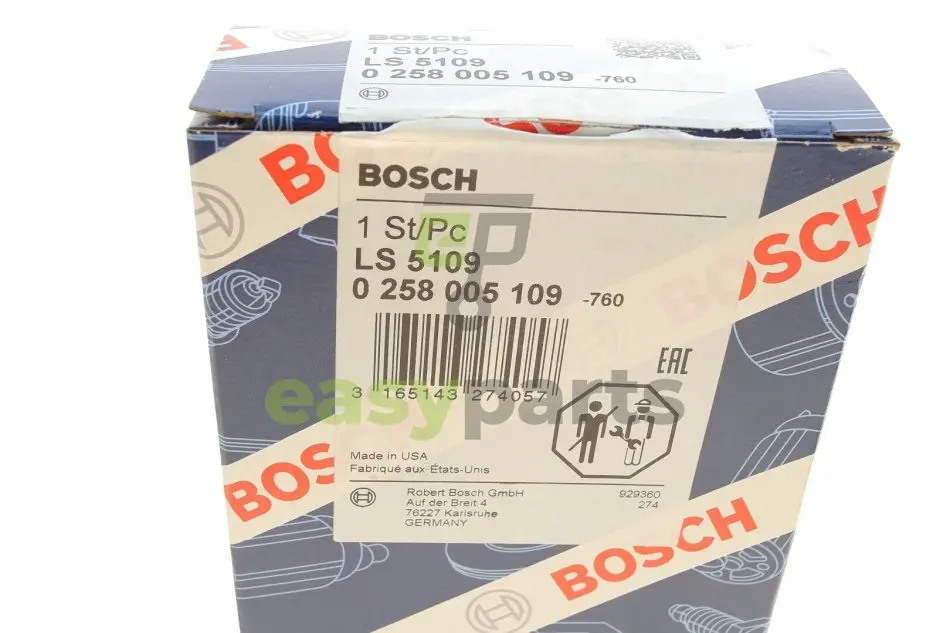 BOSCH
1 St/Pc
LS 5109
0 258 005 109 -760
BOSCH
1 St/Pc
LS 5109
0 258 005 109 -760
3 165143 274057
EAC
easyparts
Made in USA
Fabriqué aux États-Unis
Robert Bosch GmbH
Auf der Breit 4
76227 Karlsruhe
GERMANY
929360
274
BO
BOSCH
BOS
BOSCH